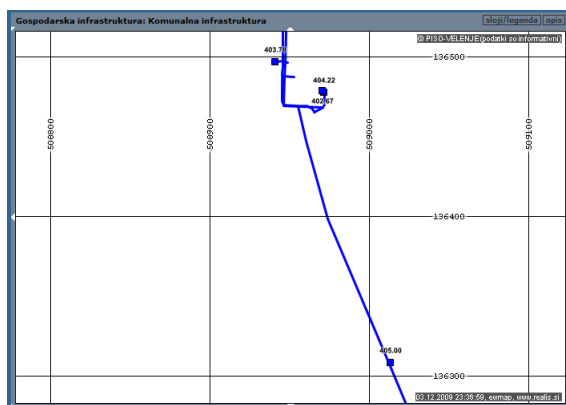 Gospodarska infrastruktura: Komunalna infrastruktura
sloji/legenda opis
© PISO-VELENJE (podatki so informativni)
403.78
136500
404.22
402.67
508800
508900
509000
509100
136400
405.00
136300
03.12.2009 23:36:59, eomap, www.realis.si